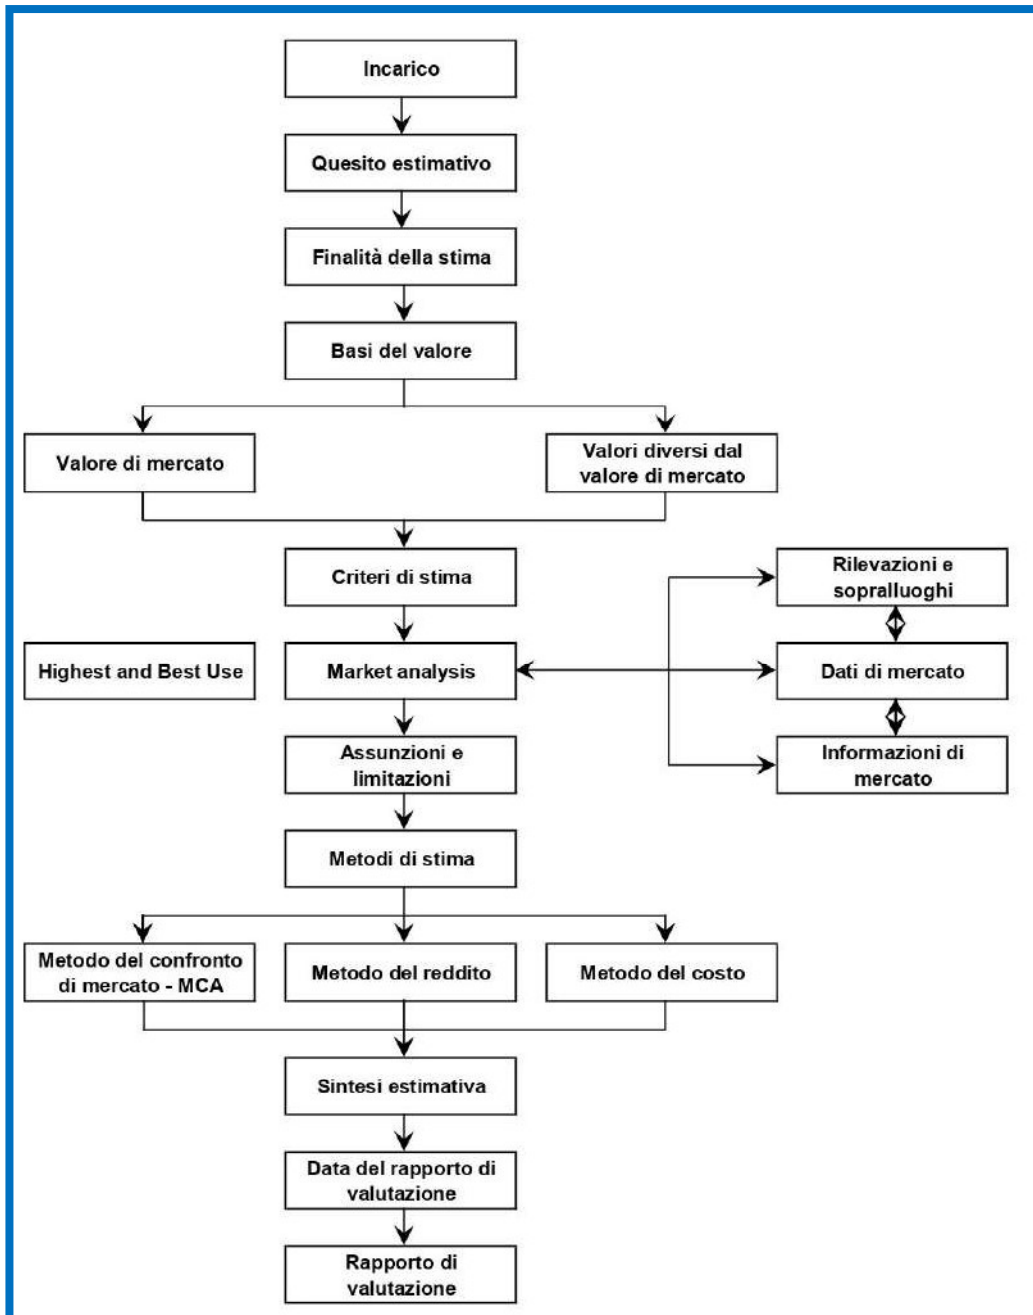 Incarico
Quesito estimativo
Finalità della stima
Basi del valore
Valore di mercato
Valori diversi dal
valore di mercato
Criteri di stima
Rilevazioni e
sopralluoghi
Highest and Best Use
Market analysis
Dati di mercato
Assunzioni e
limitazioni
Informazioni di
mercato
Metodi di stima
Metodo del confronto
di mercato - MCA
Metodo del reddito
Metodo del costo
Sintesi estimativa
Data del rapporto di
valutazione
Rapporto di
valutazione